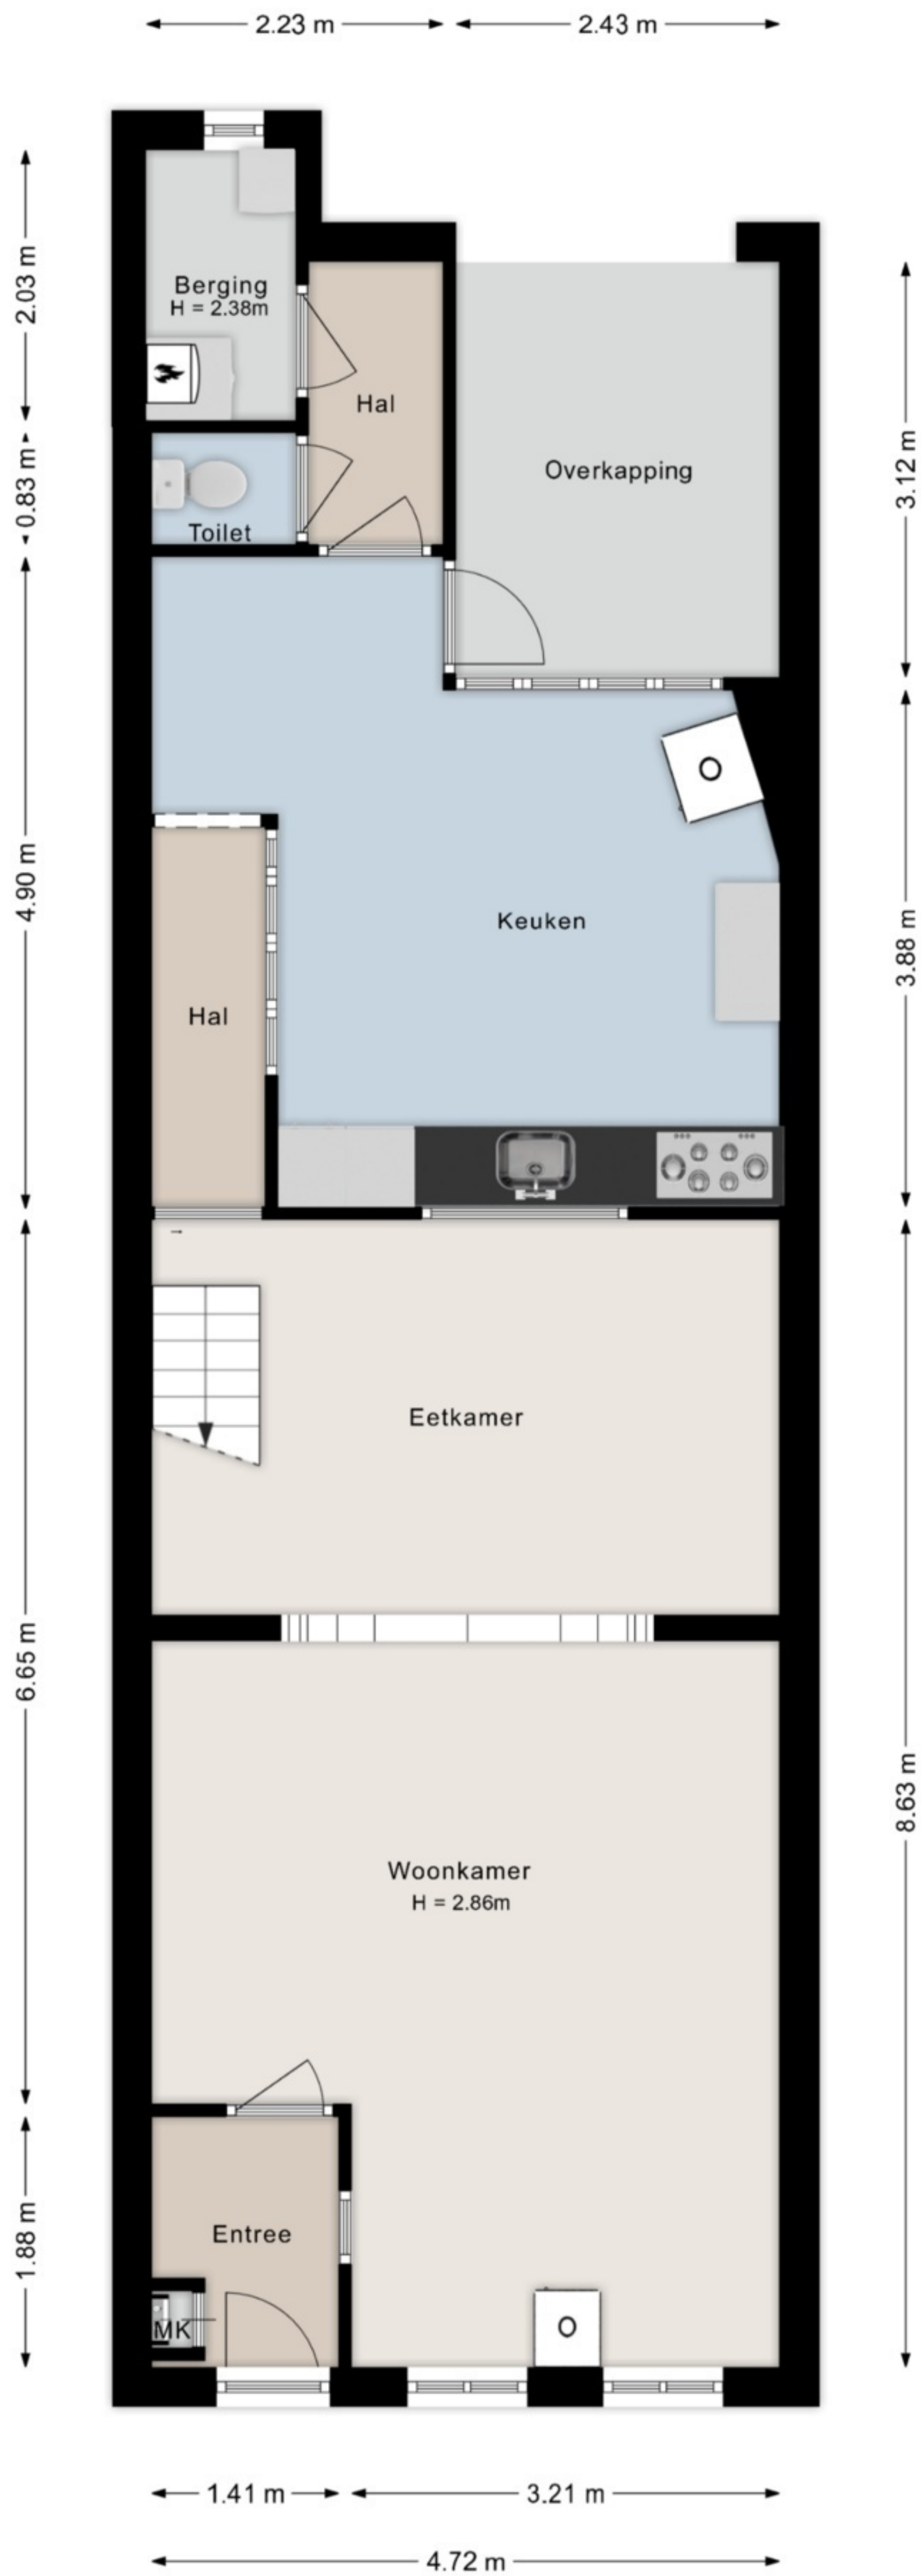 2.23 m
2.43 m
2.03 m
Berging
H = 2.38m
Hal
0.83 m
Toilet
Overkapping
3.12 m
4.90 m
Keuken
3.88 m
Hal
Eetkamer
6.65 m
Woonkamer
H = 2.86m
8.63 m
1.88 m
Entree
MK
1.41 m
3.21 m
4.72 m